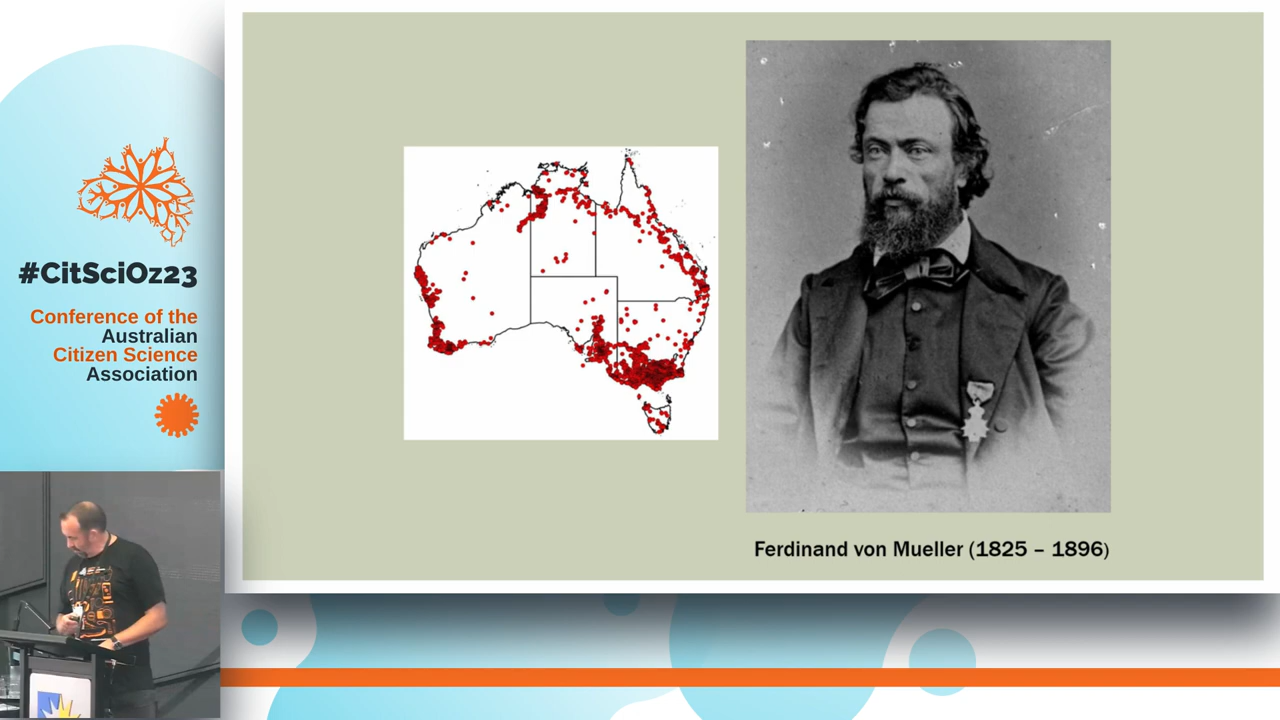 #CitSciOz23
Conference of the
Australian
Citizen Science
Association
Ferdinand von Mueller (1825 – 1896)